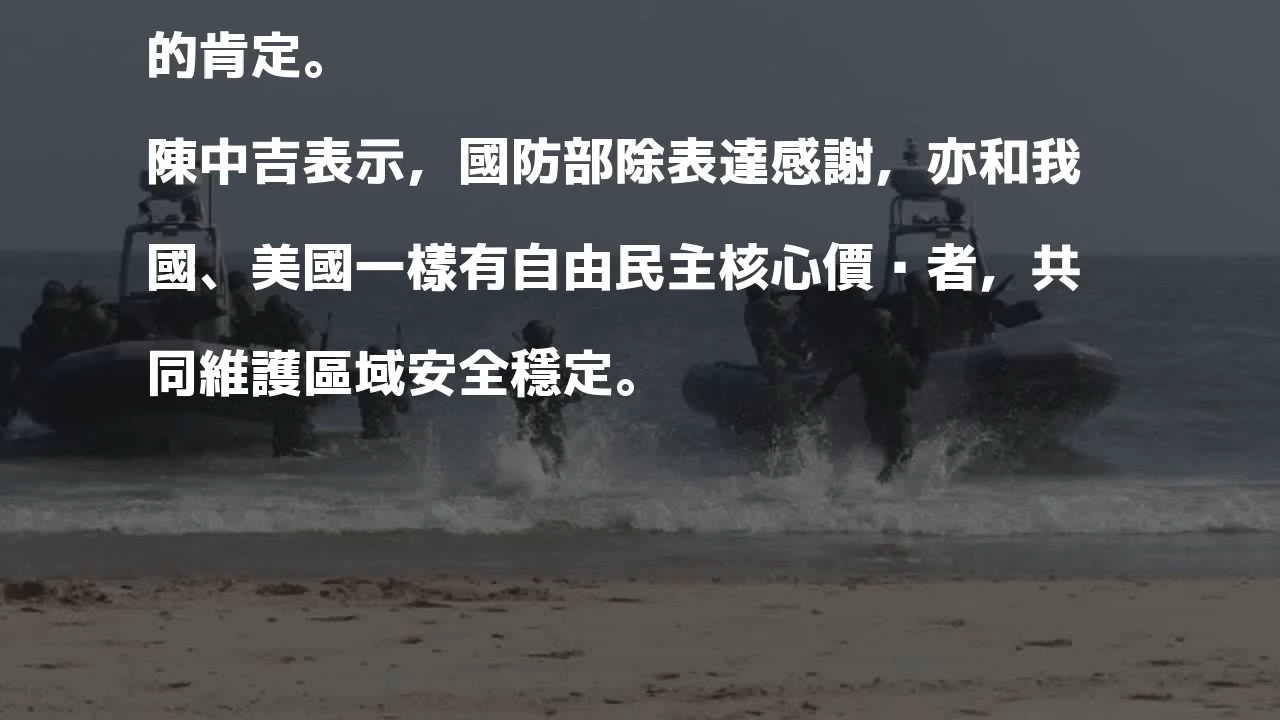 的肯定。
陳中吉表示，國防部除表達感謝，亦和我
國、美國一樣有自由民主核心價·者，共
同維護區域安全穩定。